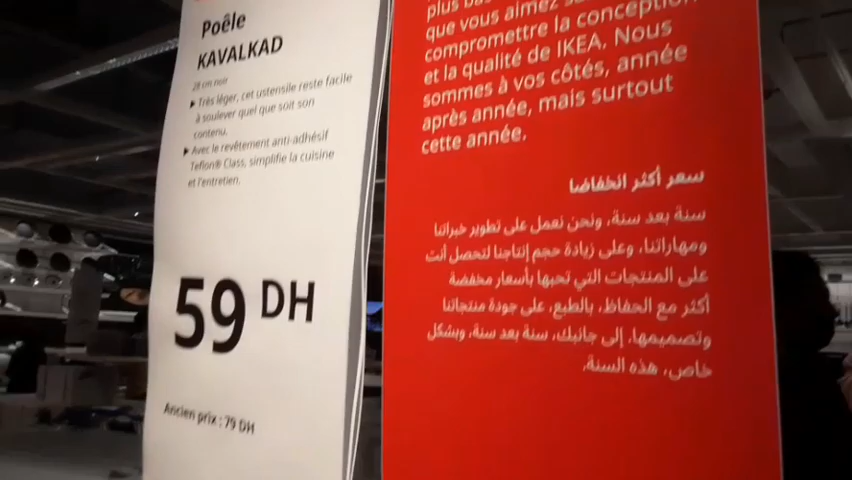 Poêle
KAVALKAD
28 cm noir
▸ Très léger, cet ustensile reste facile
à soulever quel que soit son
contenu.
▸ Avec le revêtement anti-adhésif
Teflon® Class, simplifie la cuisine
et l'entretien.
59 DH
Ancien prix : 79 DH
plus bas
que vous aimez
compromettre la conception
et la qualité de IKEA. Nous
sommes à vos côtés, année
après année, mais surtout
cette année.
سعر أكثر انخفاضا
سنة بعد سنة، ونحن نعمل على تطوير خبراتنا
ومهاراتنا، وعلى زيادة حجم إنتاجنا لتحصل أنت
على المنتجات التي تحبها بأسعار مخفضة
أكثر مع الحفاظ، بالطبع، على جودة منتجاتنا
وتصميمها. إلى جانبك، سنة بعد سنة، وبشكل
خاص، هذه السنة.